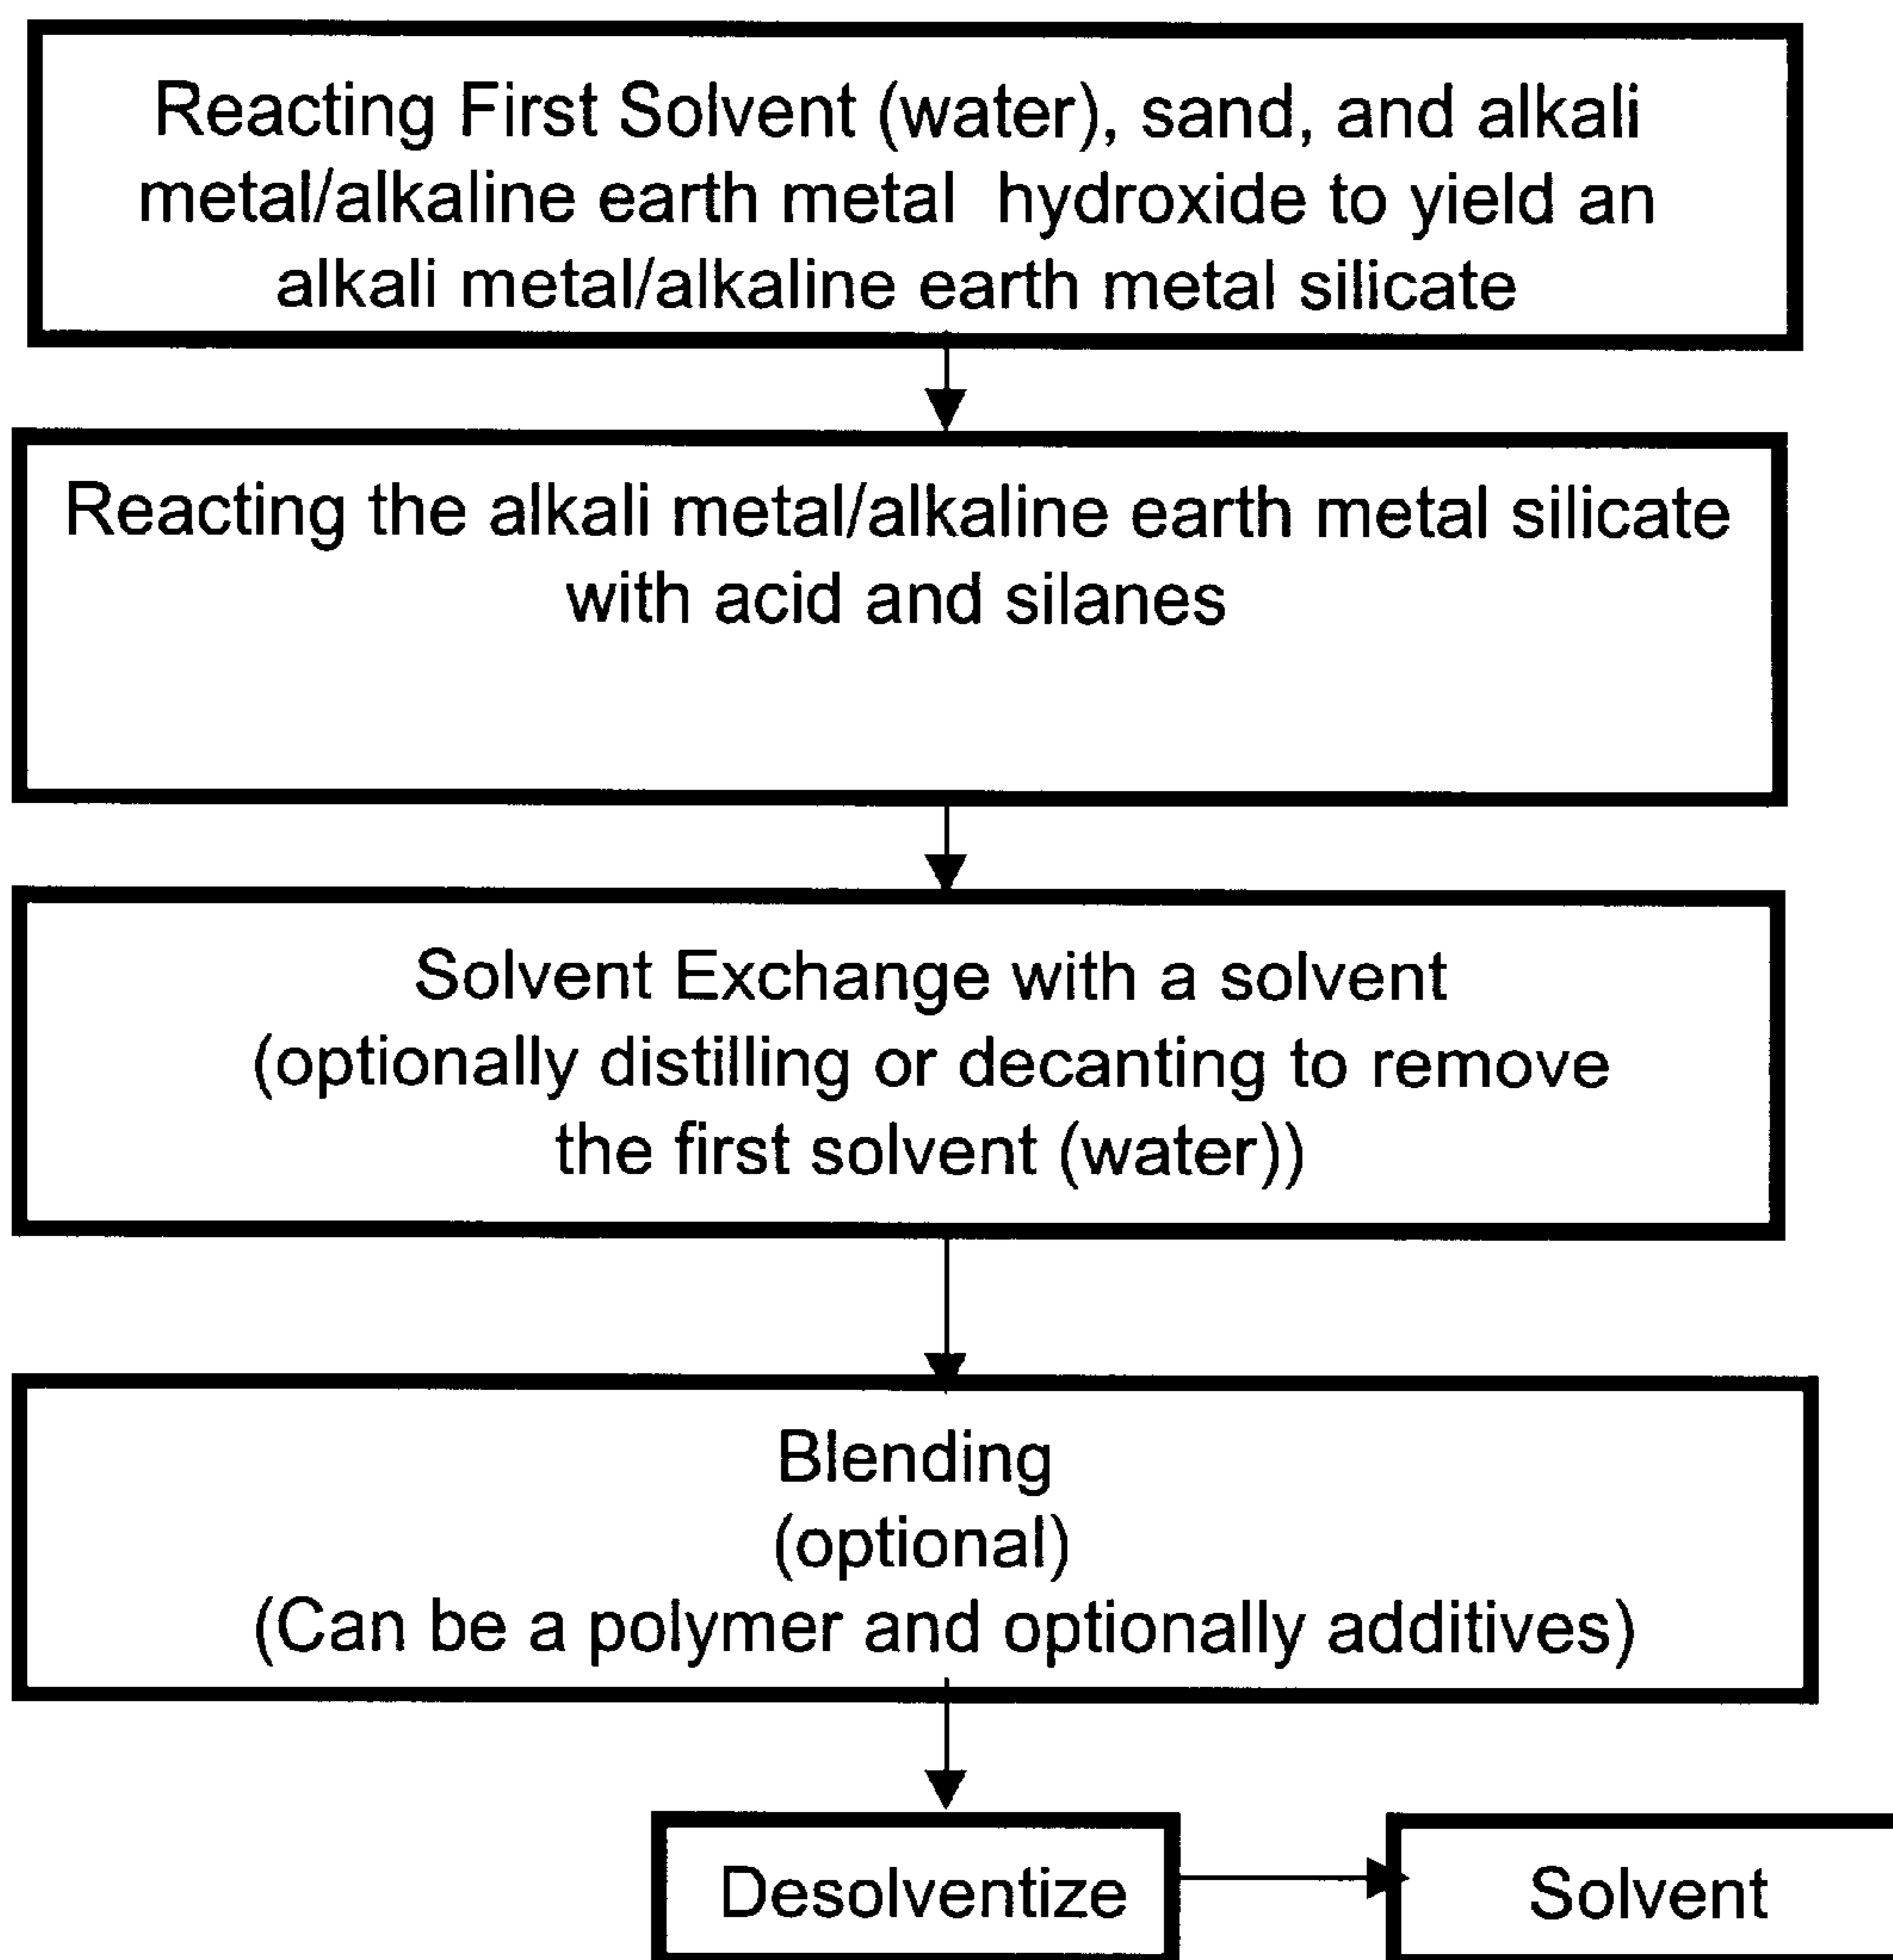 Reacting First Solvent (water), sand, and alkali
metal/alkaline earth metal hydroxide to yield an
alkali metal/alkaline earth metal silicate
Reacting the alkali metal/alkaline earth metal silicate
with acid and silanes
Solvent Exchange with a solvent
(optionally distilling or decanting to remove
the first solvent (water))
Blending
(optional)
(Can be a polymer and optionally additives)
Desolventize
Solvent